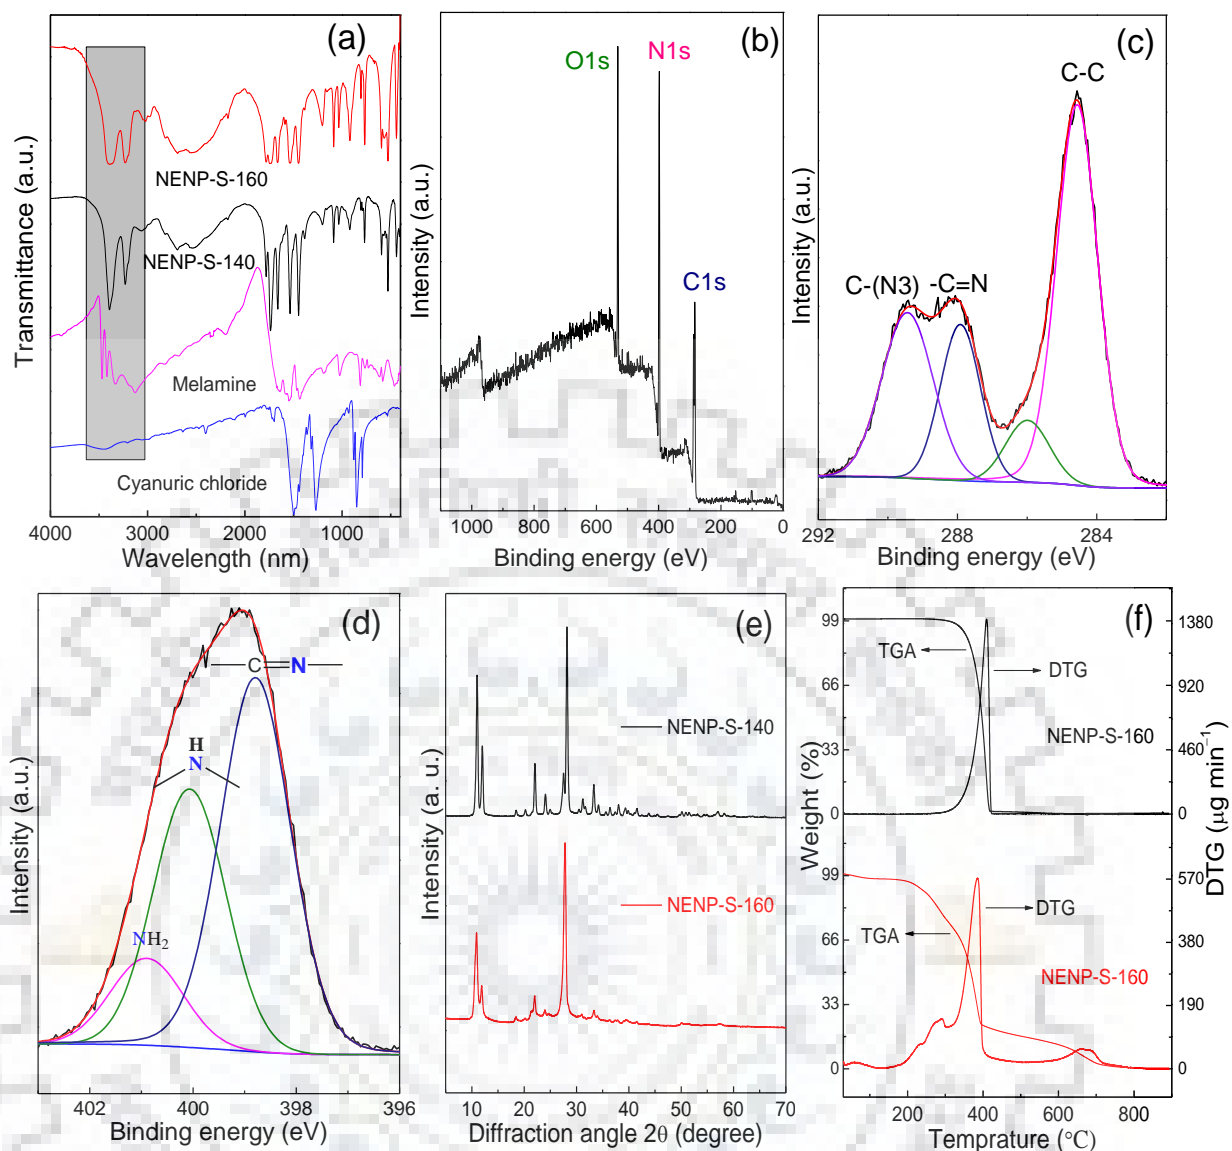 (a)
NENP-S-160
NENP-S-140
Melamine
Cyanuric chloride
Transmittance (a.u.)
4000 3000 2000 1000
Wavelength (nm)
(b)
O1s
N1s
C1s
Intensity (a.u.)
1000 800 600 400 200 0
Binding energy (eV)
(c)
C-C
C-(N3) -C=N
Intensity (a.u.)
292 288 284
Binding energy (eV)
(d)
C=N
H
N
NH2
Intensity (a.u.)
402 400 398 396
Binding energy (eV)
(e)
NENP-S-140
NENP-S-160
Intensity (a. u.)
10 20 30 40 50 60 70
Diffraction angle 2θ (degree)
(f)
99
66
33
0
99
66
33
0
Weight (%)
TGA
DTG
NENP-S-160
TGA
DTG
NENP-S-160
1380
920
460
0
570
380
190
0
DTG (μg min⁻¹)
200 400 600 800
Temprature (°C)